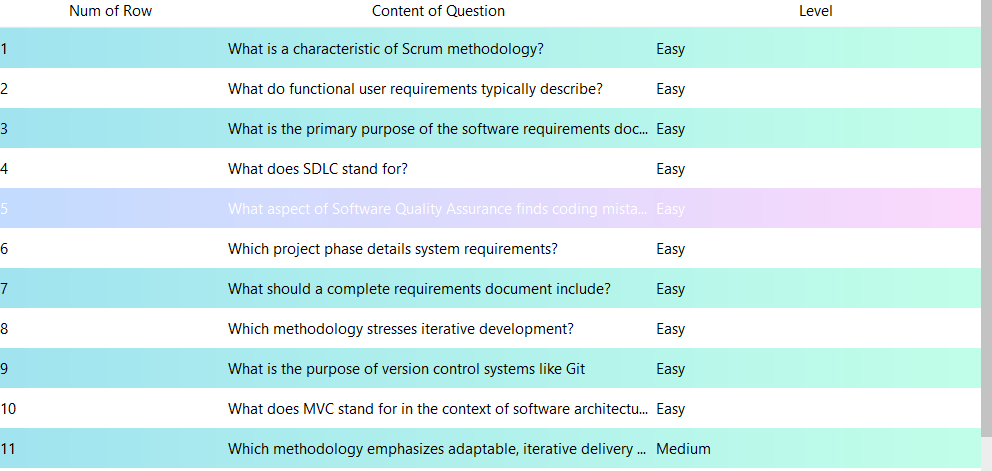 Num of Row Content of Question Level
1 What is a characteristic of Scrum methodology? Easy
2 What do functional user requirements typically describe? Easy
3 What is the primary purpose of the software requirements doc... Easy
4 What does SDLC stand for? Easy
5 What aspect of Software Quality Assurance finds coding mista... Easy
6 Which project phase details system requirements? Easy
7 What should a complete requirements document include? Easy
8 Which methodology stresses iterative development? Easy
9 What is the purpose of version control systems like Git Easy
10 What does MVC stand for in the context of software architectu... Easy
11 Which methodology emphasizes adaptable, iterative delivery ... Medium